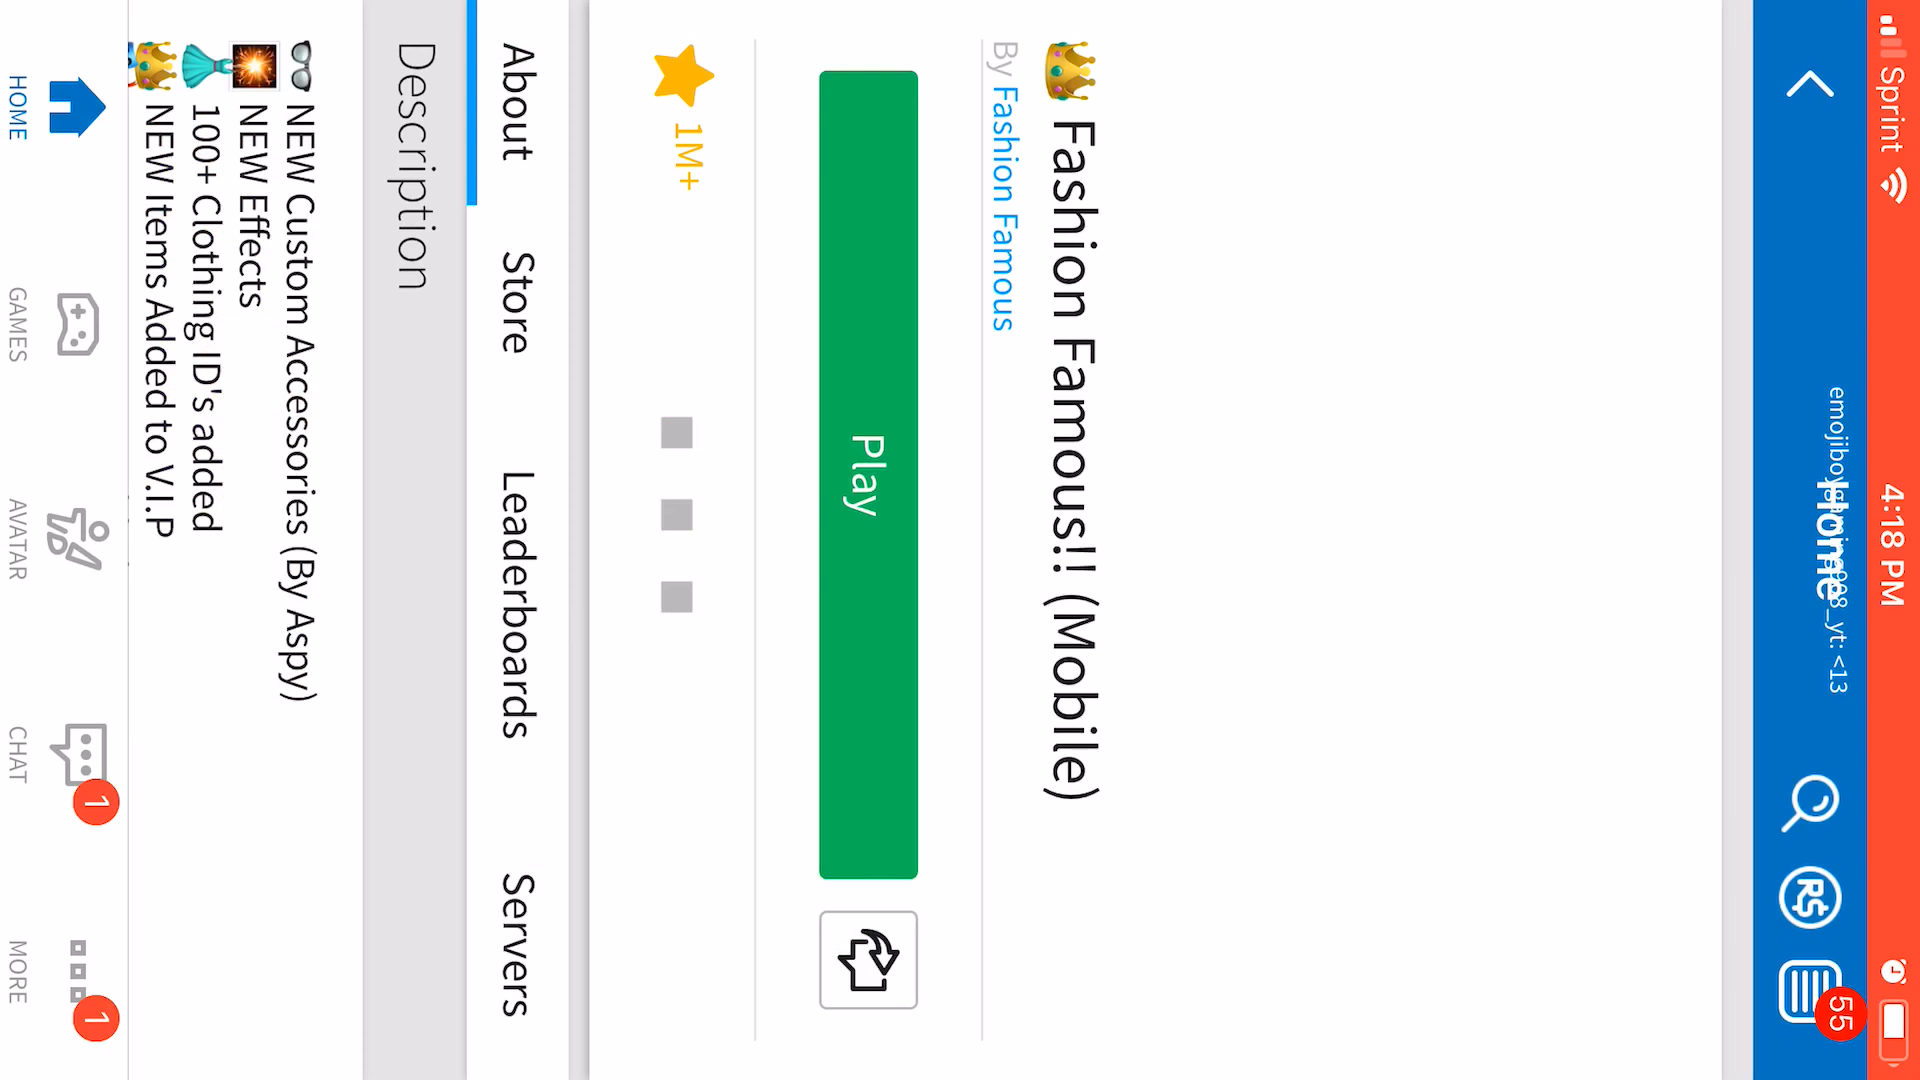 Sprint 4:18 PM
emojiboygaming908_yt: <13
Home
R$
55
Fashion Famous!! (Mobile)
By Fashion Famous
Play
1M+
About Store Leaderboards Servers
Description
NEW Custom Accessories (By Aspy)
NEW Effects
100+ Clothing ID's added
NEW Items Added to V.I.P
1 1
HOME GAMES AVATAR CHAT MORE